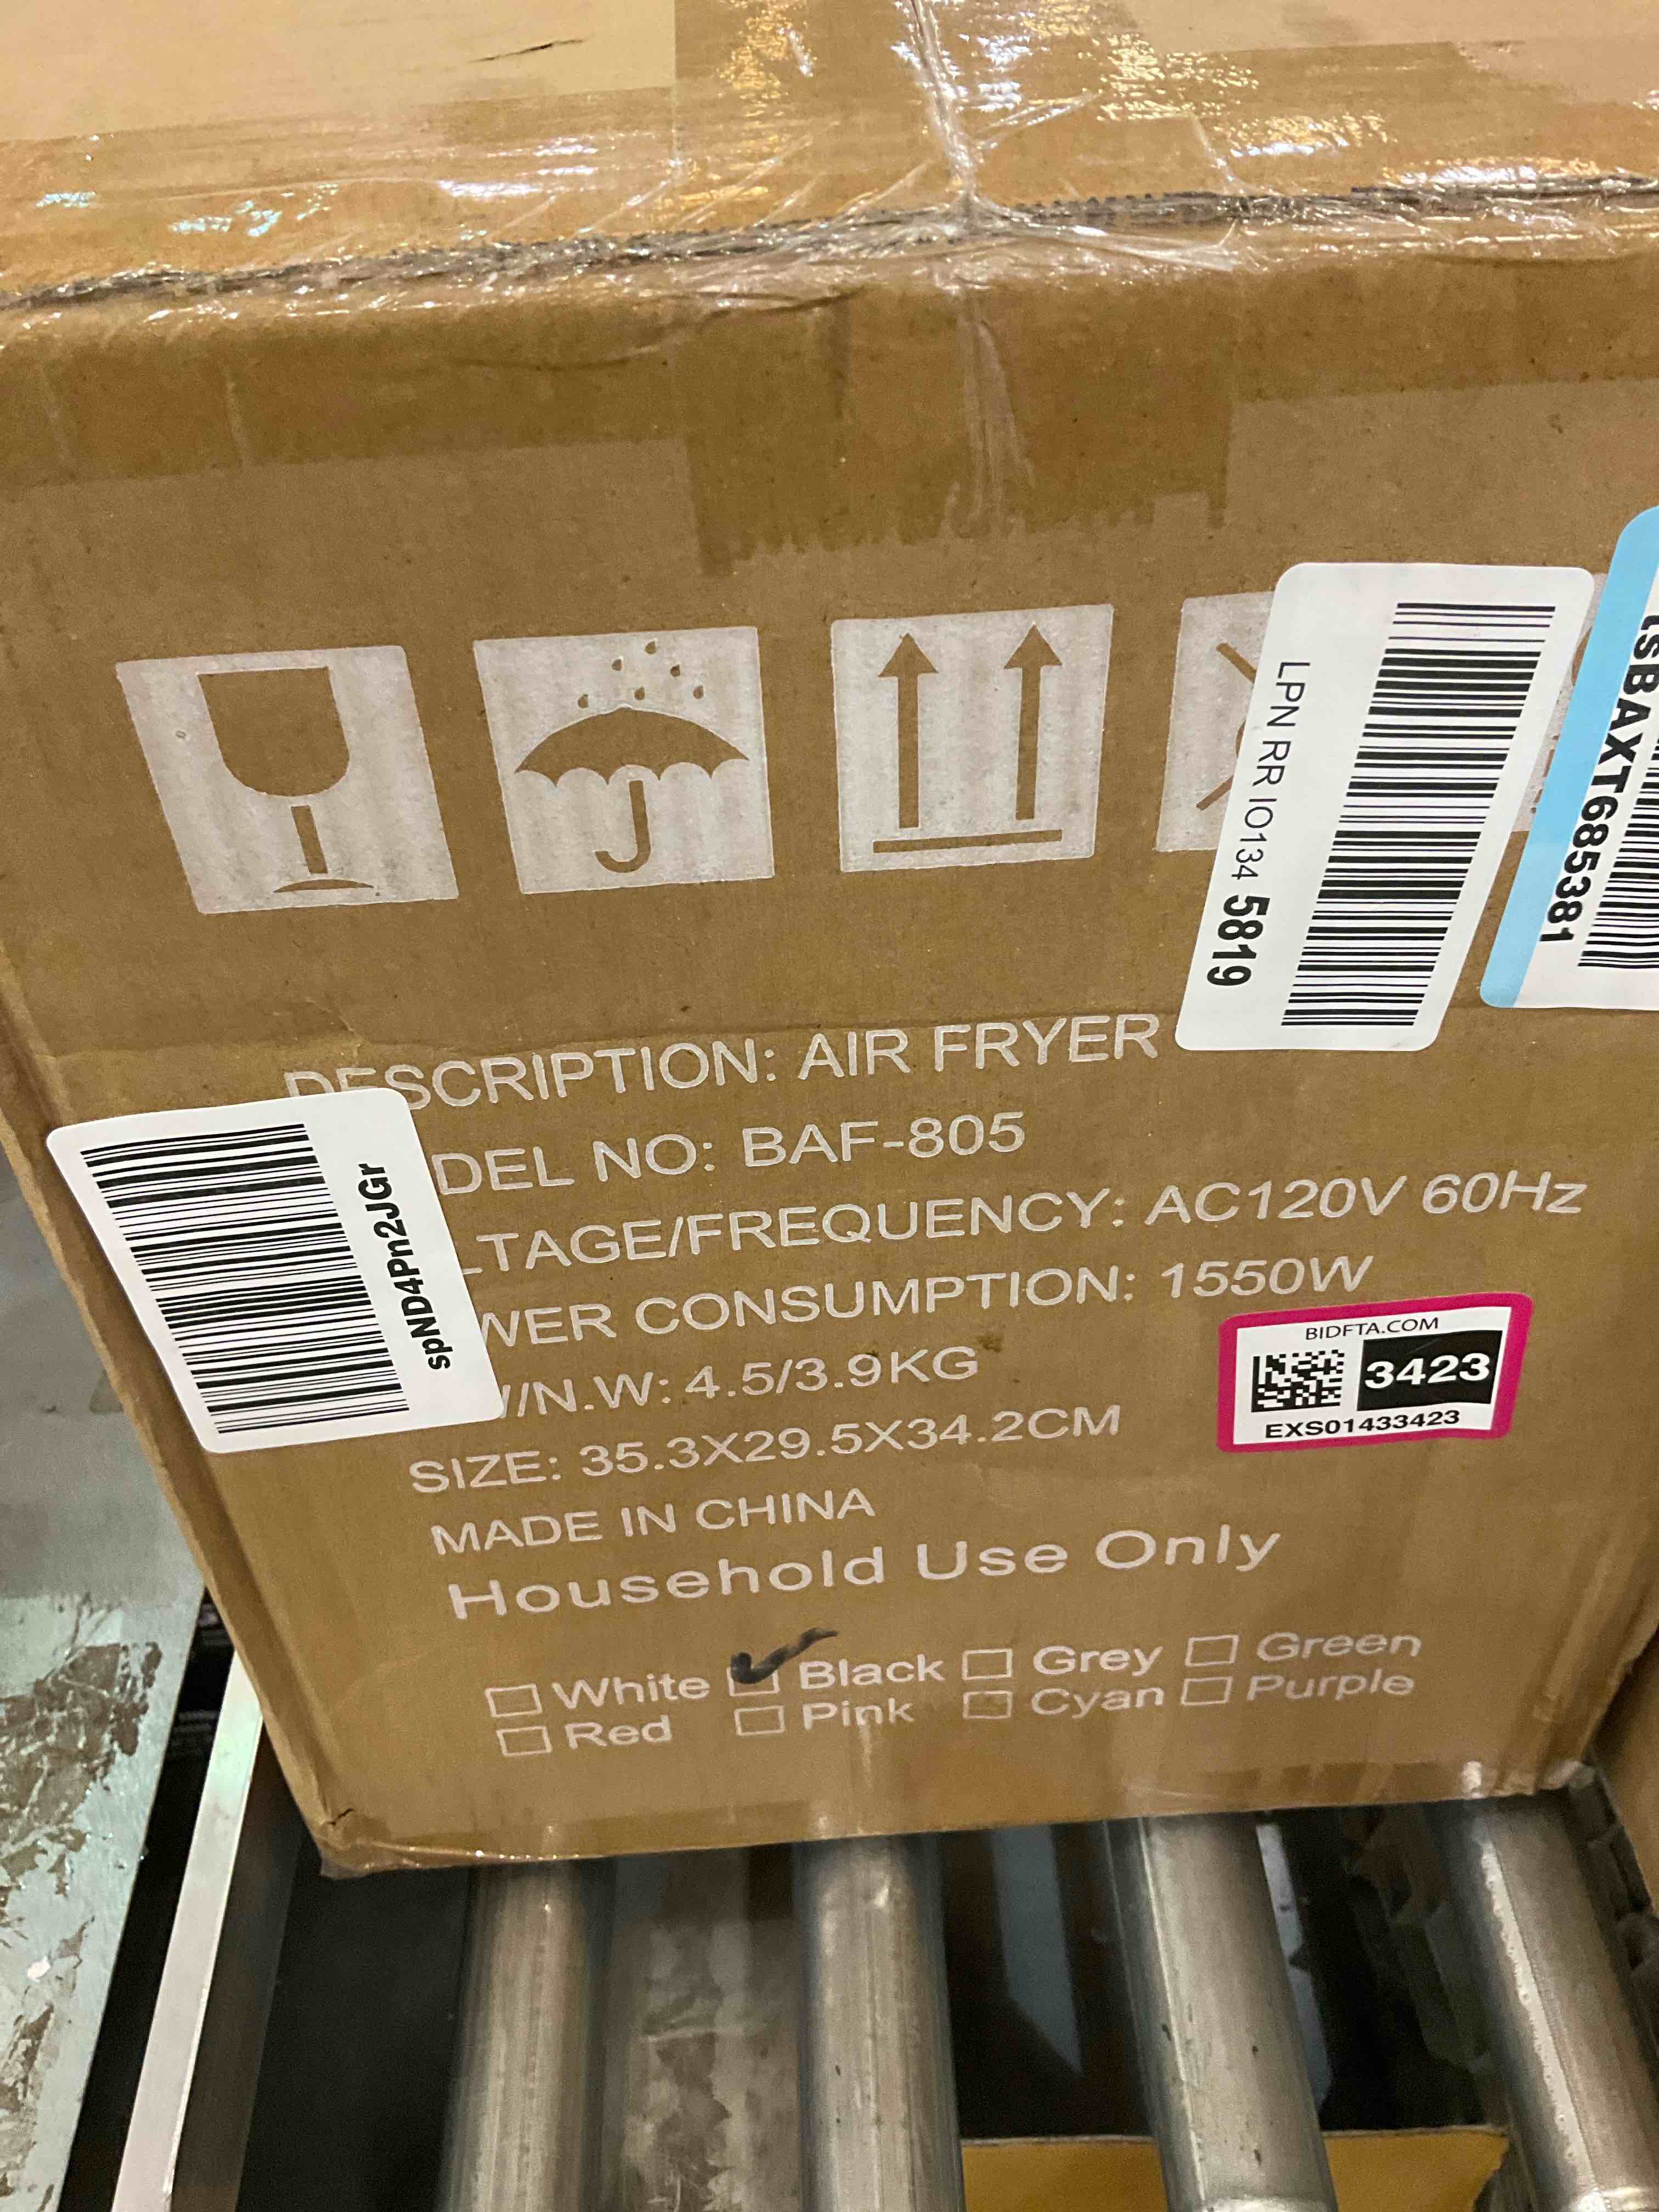 LPN RR IO134 5819
tsBAXT685381
DESCRIPTION: AIR FRYER
DEL NO: BAF-805
LTAGE/FREQUENCY: AC120V 60Hz
WER CONSUMPTION: 1550W
/N.W: 4.5/3.9KG
SIZE: 35.3X29.5X34.2CM
MADE IN CHINA
Household Use Only
White Black Grey Green
Red Pink Cyan Purple
spND4Pn2JGr
BIDFTA.COM
3423
EXS01433423